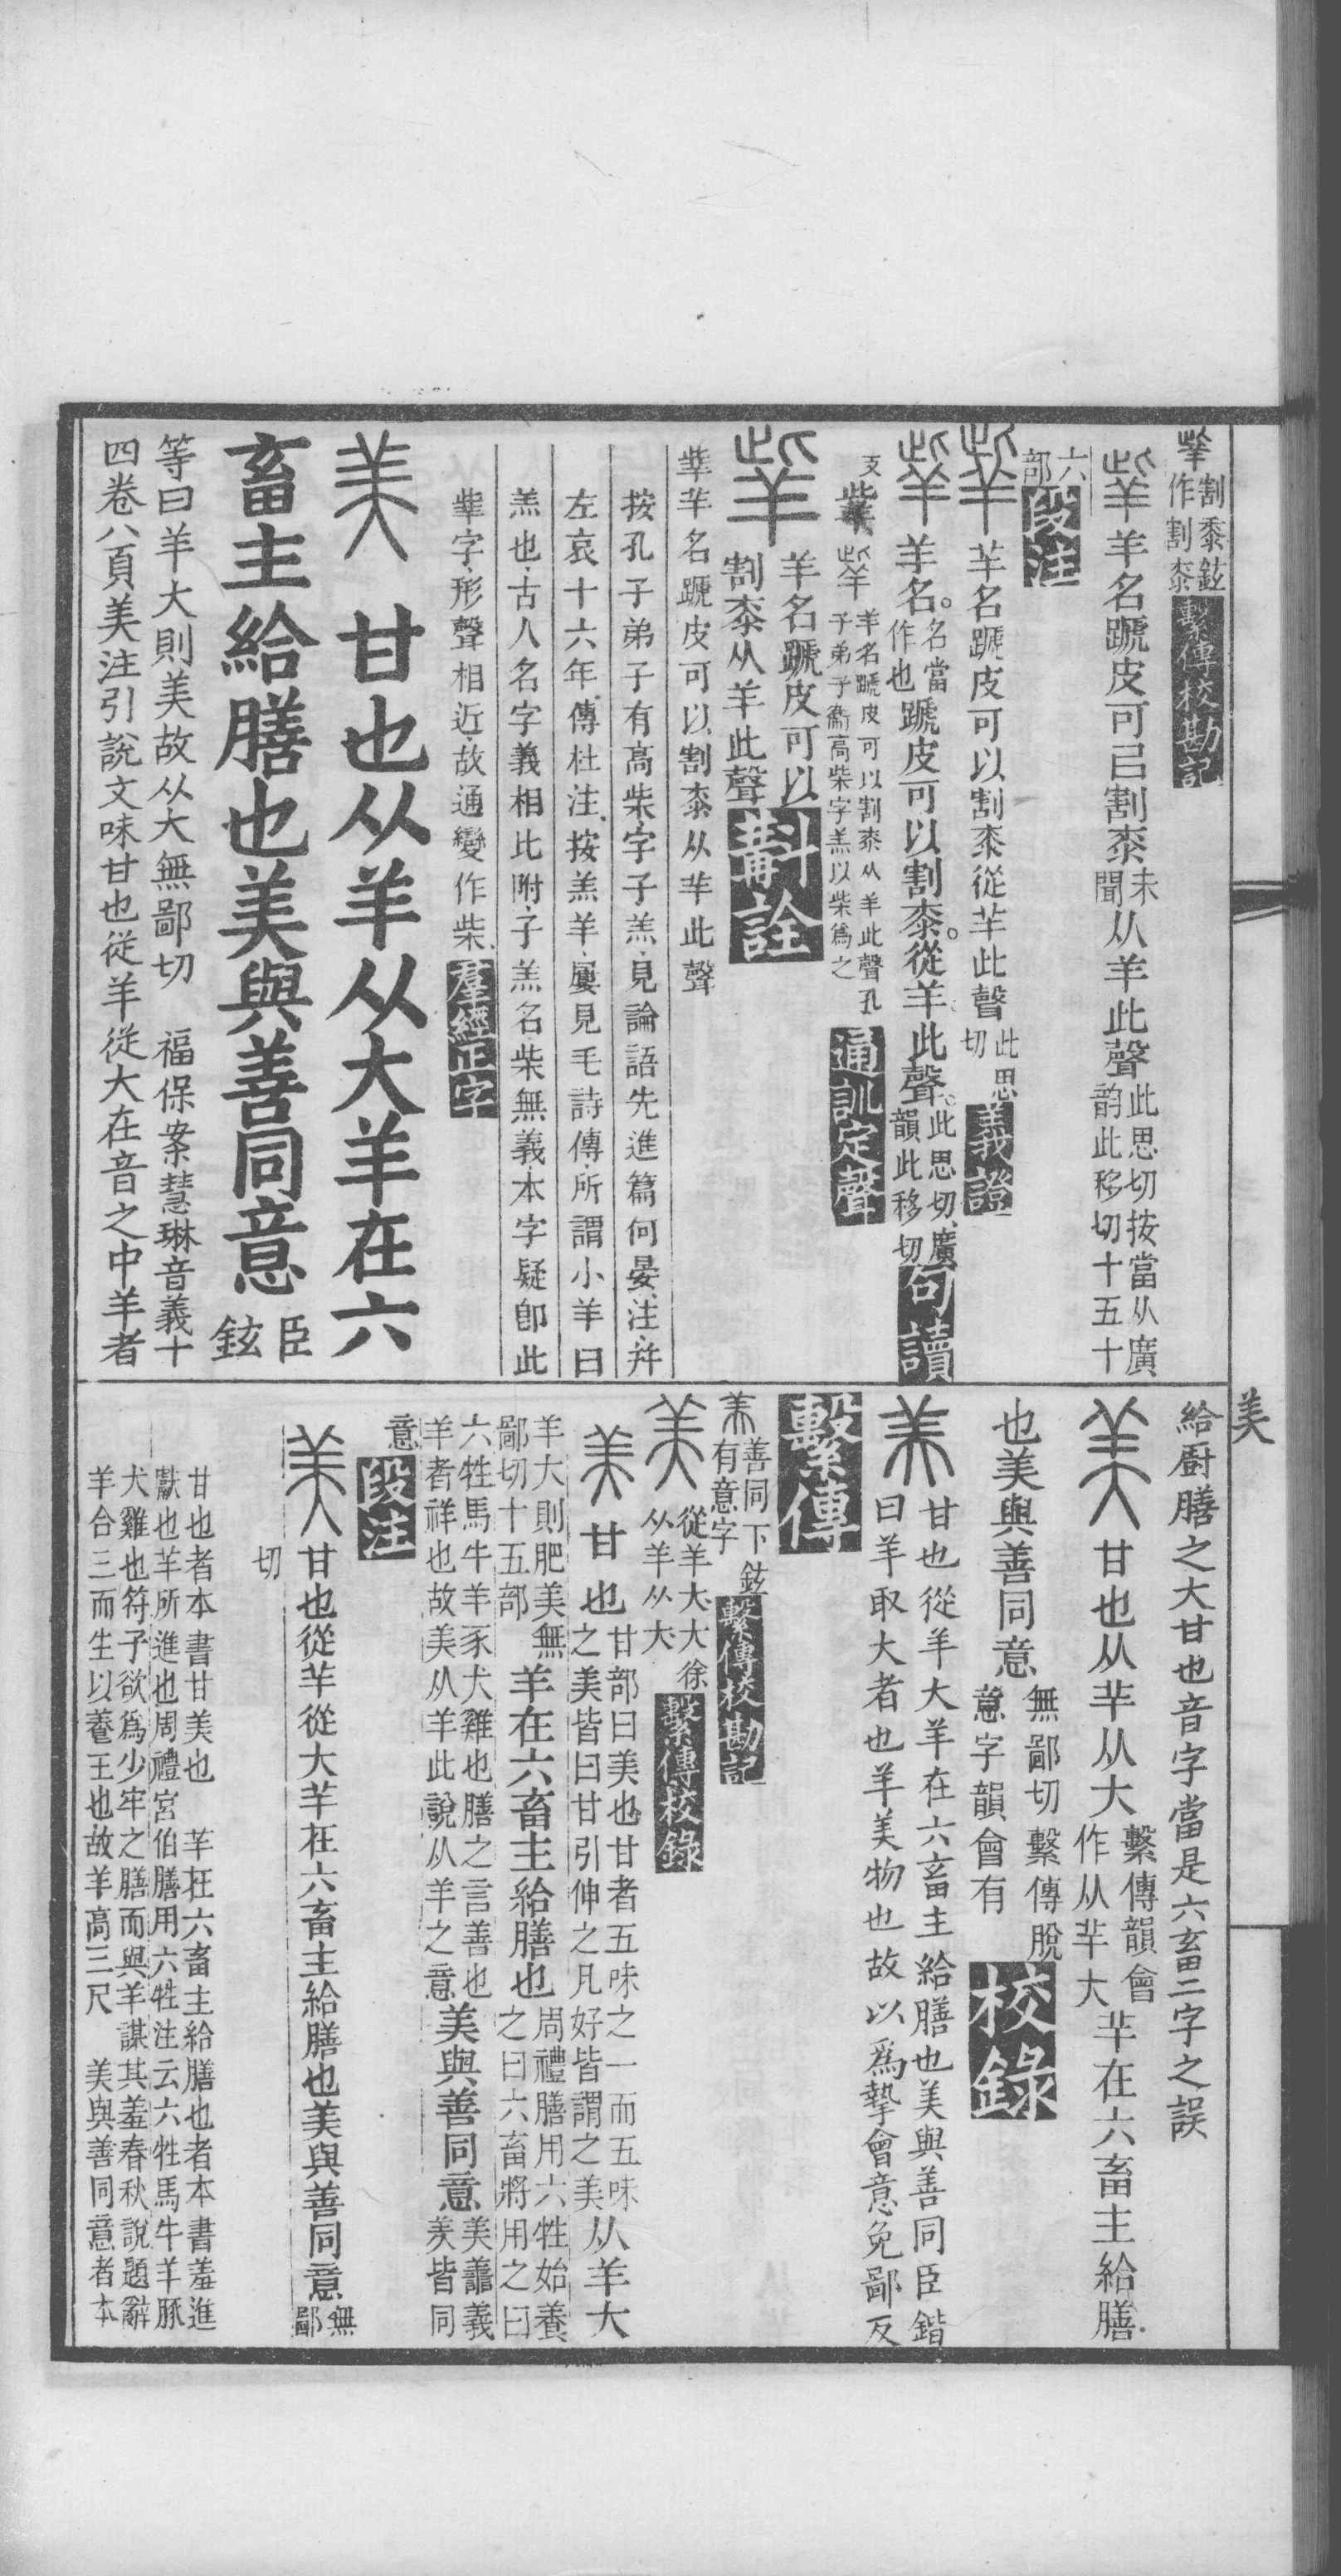 羍割黍鉉
作割桼
繫傳校勘記
羊名蹏皮可㠯割桼未
聞
从羊此聲此思切按當从廣
韵此移切十五十
六
部
段注
羊名蹏皮可以割桼從羊此聲此思
切
義證
羊名。名當
作也
蹏皮可以割桼。從羊此聲。此思切、廣
韻此移切
句讀
羊名蹏皮可以割桼从羊此聲孔
子弟子衞高柴字羔以柴爲之
通訓定聲
羊名蹏皮可以
割桼从羊此聲
斠詮
羊名蹏皮可以割桼从羊此聲
按孔子弟子有高柴、字子羔、見論語先進篇何晏注、并
左哀十六年、傳杜注、按羔羊、屢見毛詩傳、所謂小羊曰
羔也、古人名字義相比附、子羔名柴無義、本字疑卽此
字、形聲相近、故通變作柴、
羣經正字
美甘也从羊从大羊在六
畜主給膳也美與善同意臣
鉉
等曰羊大則美故从大無鄙切 福保案慧琳音義十
四卷八頁美注引說文味甘也從羊從大在音之中羊者
美
給廚膳之大甘也音字當是六畜二字之誤
美甘也从羊从大繫傳韻會
作从羊大
羊在六畜主給膳
也美與善同意無鄙切繫傳脫
意字韻會有
校錄
美甘也從羊大羊在六畜主給膳也美與善同臣鍇
曰羊取大者也羊美物也故以爲摯會意免鄙反
繫傳
美善同下鉉
有意字
繫傳校勘記
美從羊大、大徐
从羊从大
繫傳校錄
美甘也甘部曰美也甘者五味之一而五味
之美皆曰甘引伸之凡好皆謂之美
从羊大
羊大則肥美無
鄙切十五部
羊在六畜主給膳也周禮膳用六牲始養
之曰六畜將用之曰
六牲馬牛羊豕犬雞也膳之言善也
羊者祥也故美从羊此說从羊之意
美與善同意美譱義
羑皆同
意
段注
美甘也從羊從大羊在六畜主給膳也美與善同意無
鄙
切
甘也者本書甘美也 羊在六畜主給膳也者本書羞進
獻也羊所進也周禮宮伯膳用六牲注云六牲馬牛羊豚
犬雞也符子欲爲少牢之膳而與羊謀其羞春秋說題辭
羊合三而生以養王也故羊高三尺 美與善同意者本